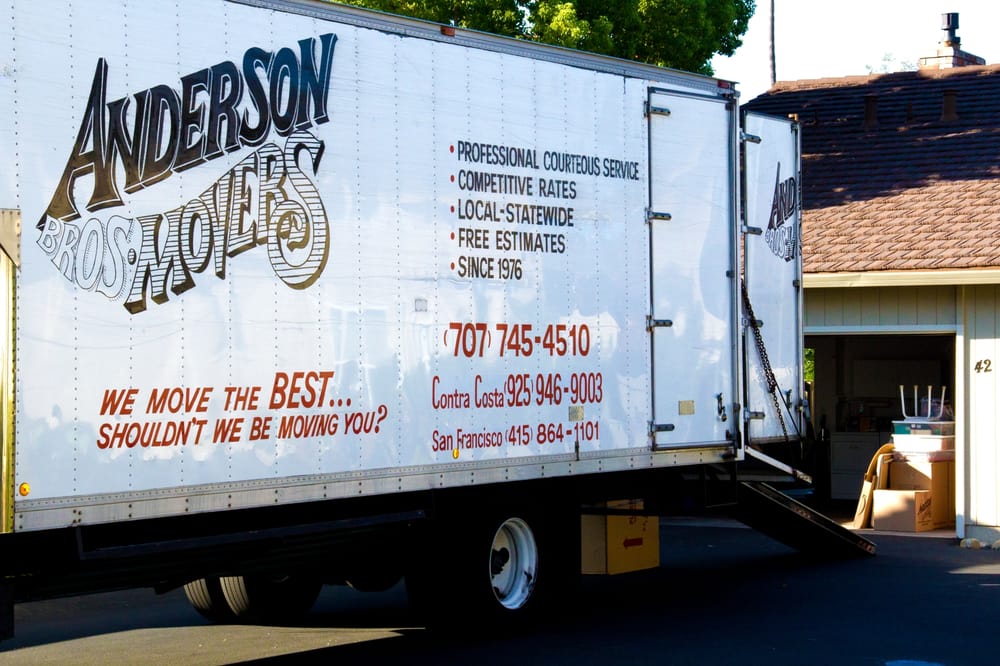 ANDERSON
BROS. MOVERS
• PROFESSIONAL COURTEOUS SERVICE
• COMPETITIVE RATES
• LOCAL-STATEWIDE
• FREE ESTIMATES
• SINCE 1976
(707) 745-4510
Contra Costa (925) 946-9003
San Francisco (415) 864-1101
WE MOVE THE BEST...
SHOULDN'T WE BE MOVING YOU?
AND
42